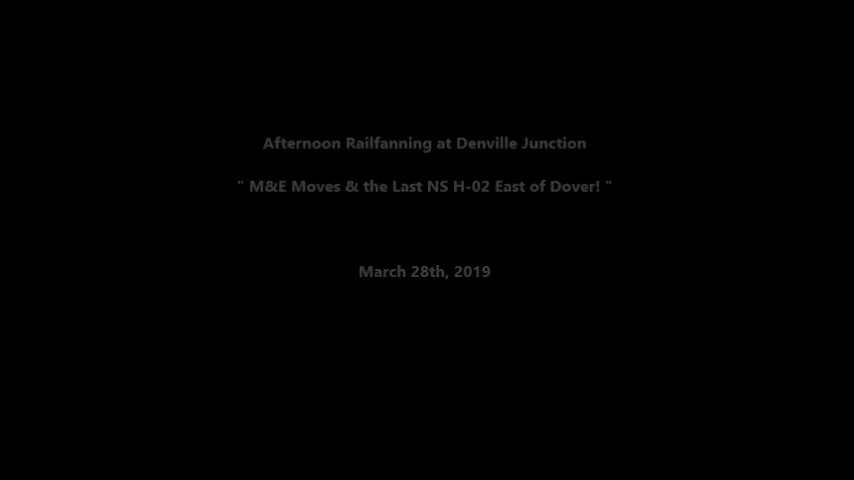 Afternoon Railfanning at Denville Junction
" M&E Moves & the Last NS H-02 East of Dover! "
March 28th, 2019